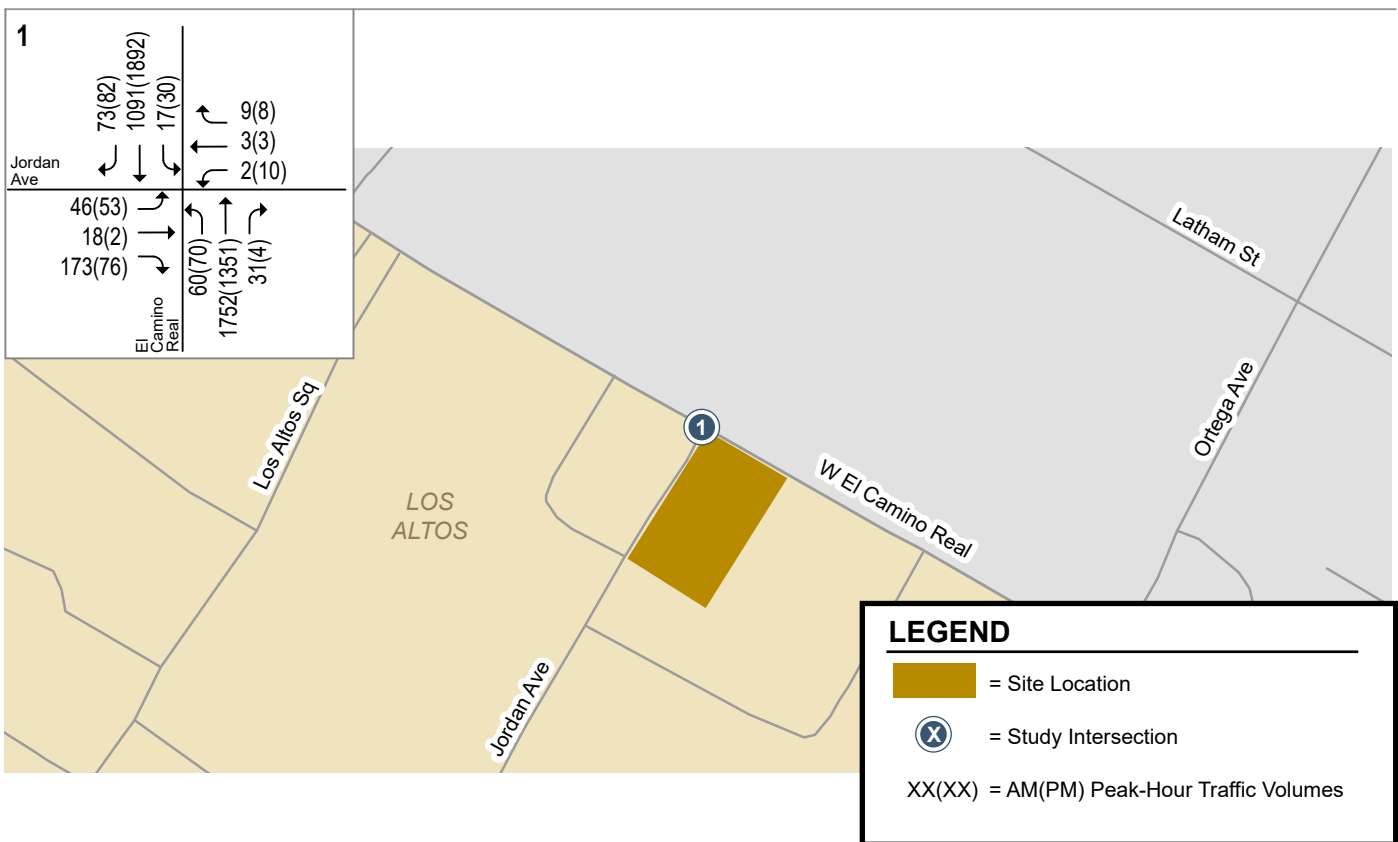 1
73(82)
1091(1892)
17(30)
9(8)
3(3)
2(10)
Jordan
Ave
46(53)
18(2)
173(76)
60(70)
1752(1351)
31(4)
El
Camino
Real
Latham St
Ortega Ave
Los Altos Sq
1
W El Camino Real
LOS
ALTOS
Jordan Ave
LEGEND
= Site Location
X = Study Intersection
XX(XX) = AM(PM) Peak-Hour Traffic Volumes